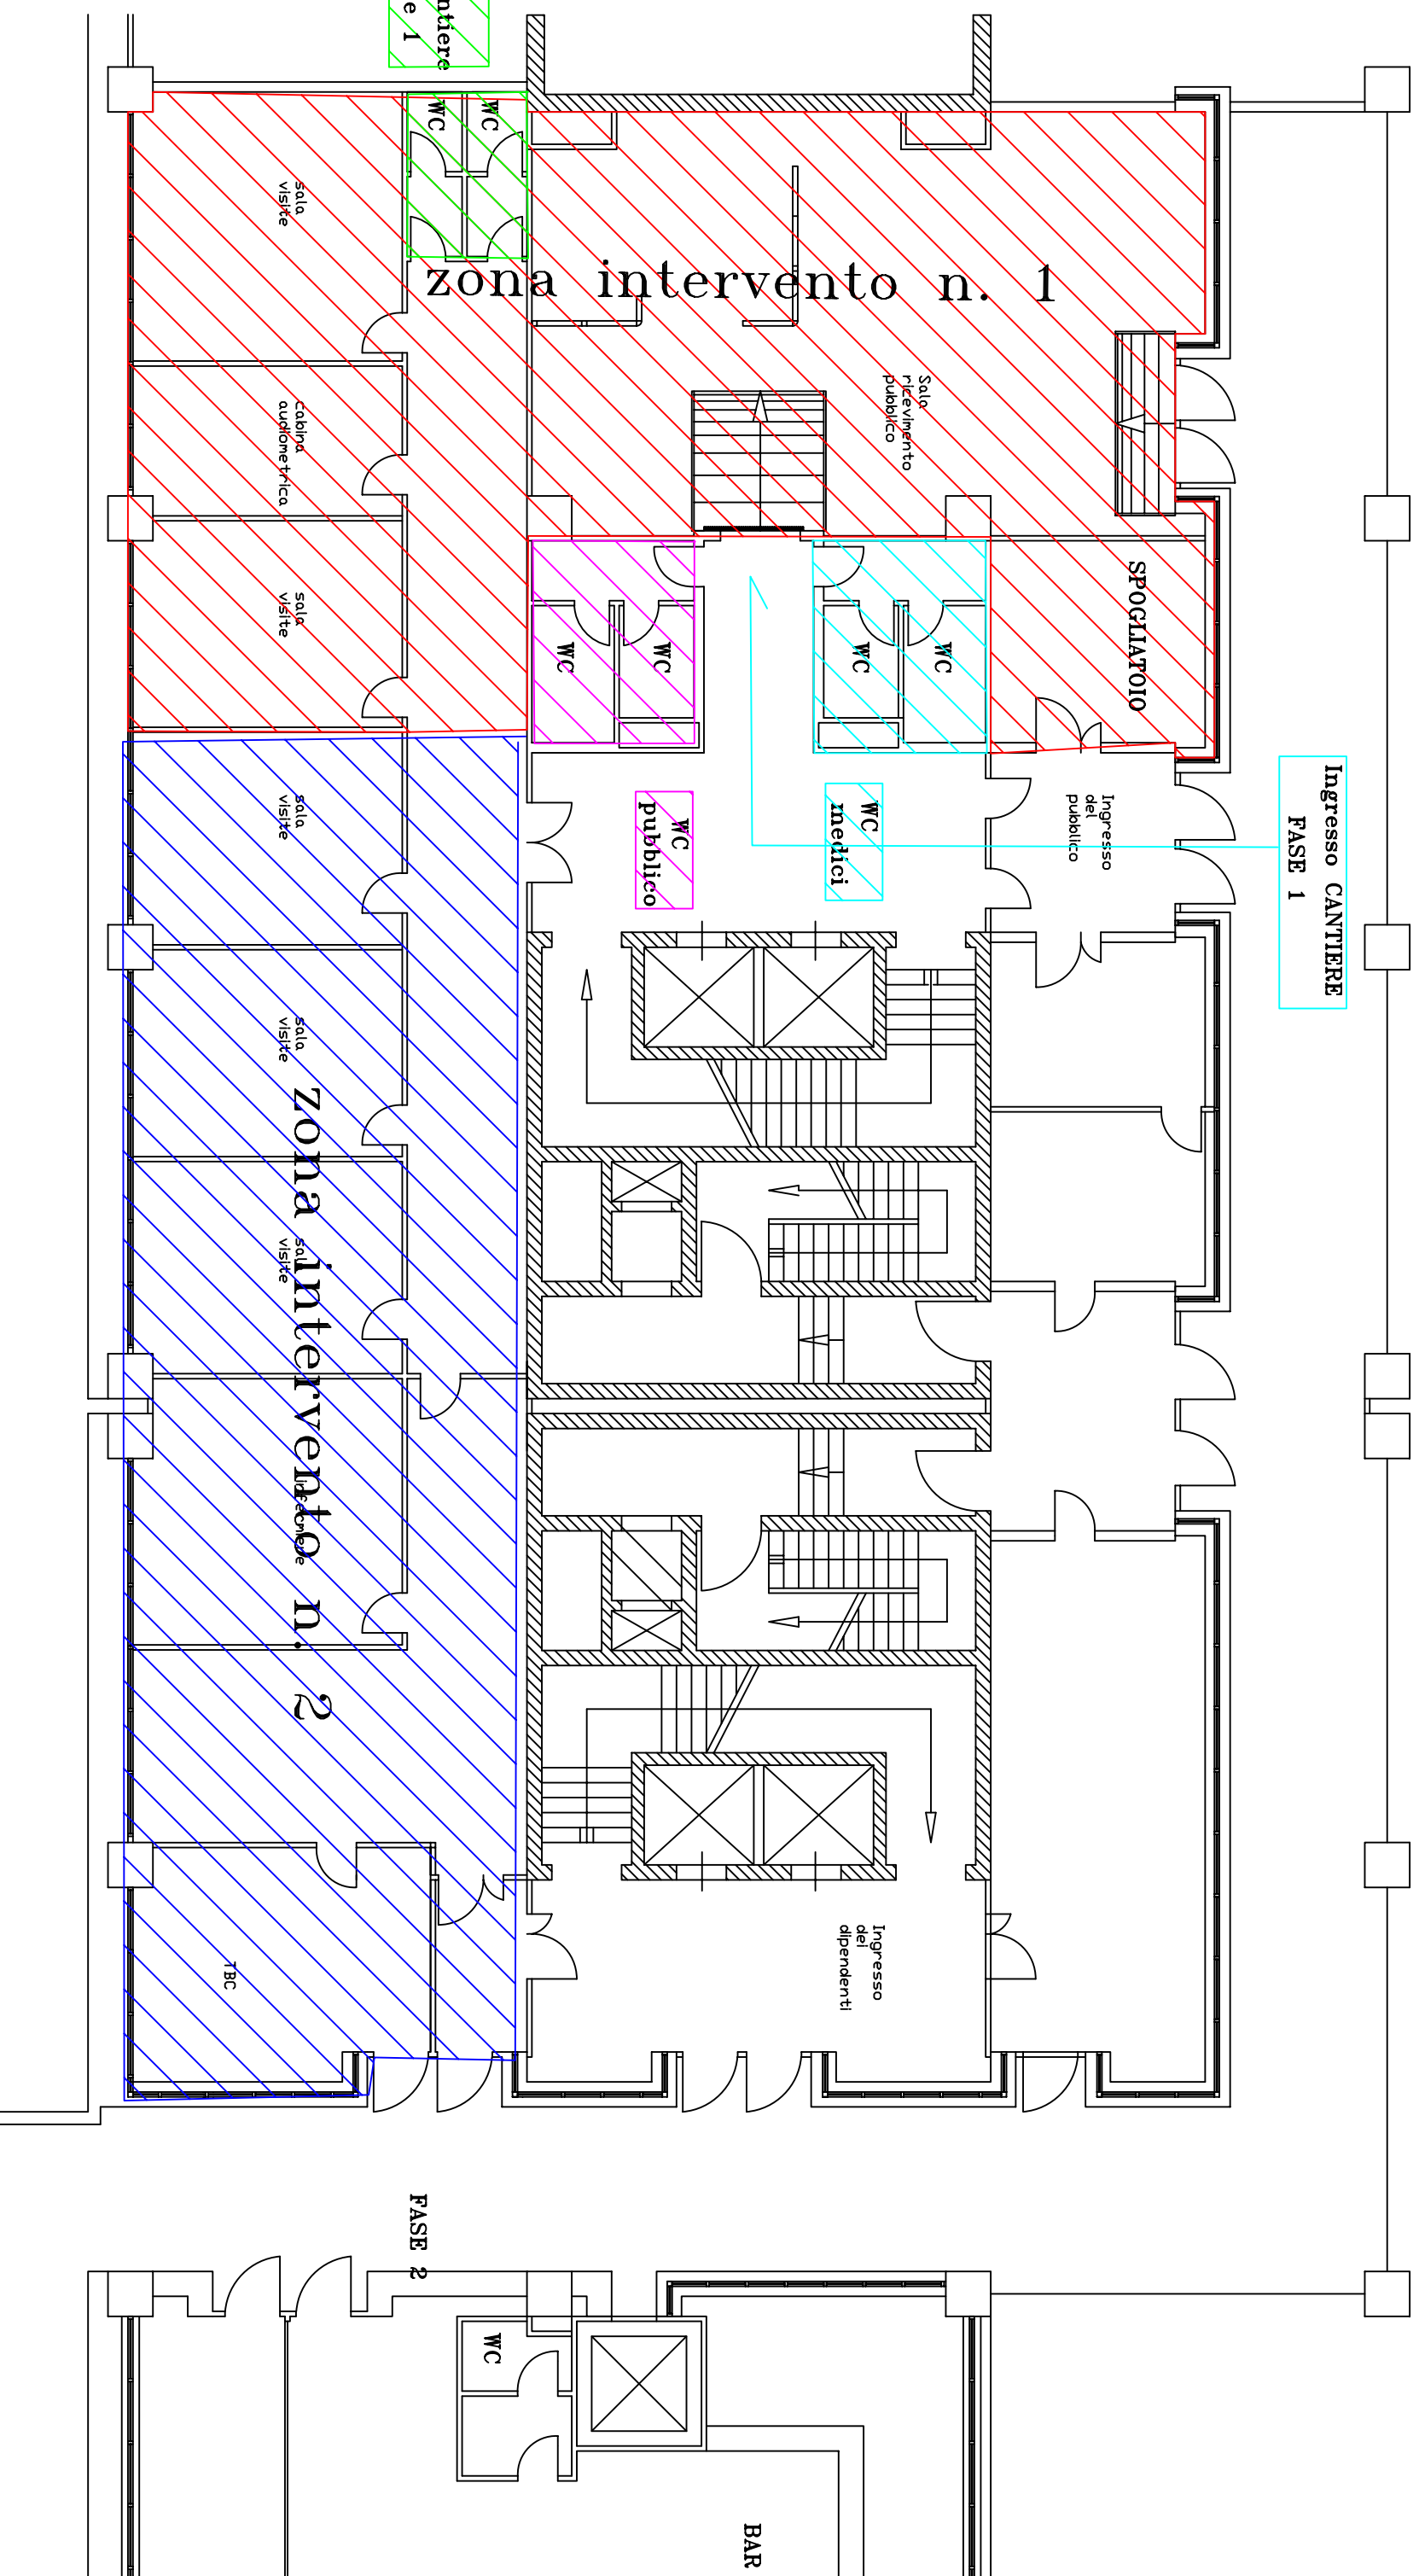 ntiere
e 1
WC
WC
sala
visite
zona intervento n. 1
Sala
ricevimento
pubblico
cabina
audiometrica
sala
visite
WC
WC
WC
WC
SPOGLIATOIO
Ingresso CANTIERE
FASE 1
Ingresso
del
pubblico
WC
medici
WC
pubblico
sala
visite
sala
visite
zona intervento n. 2
sala
visite
infermerie
TBC
Ingresso
dei
dipendenti
FASE 2
WC
BAR